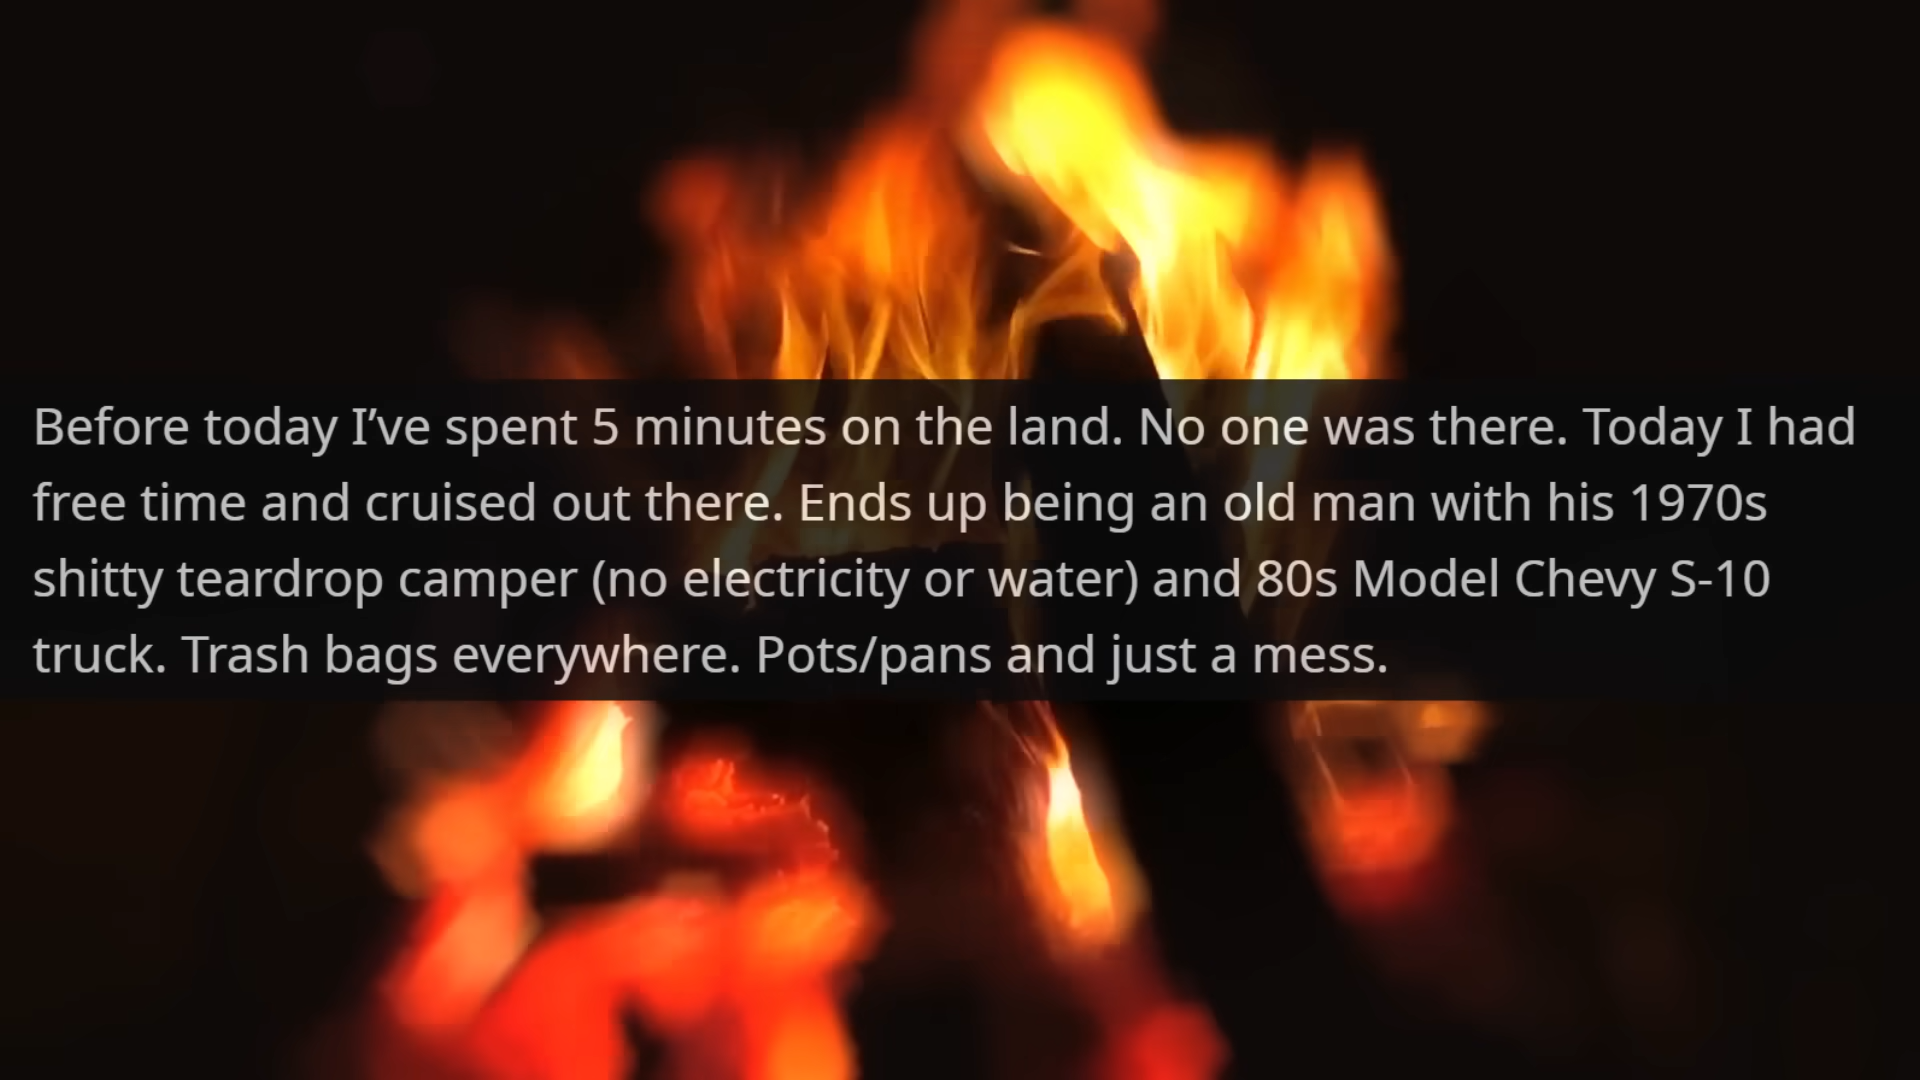 Before today I’ve spent 5 minutes on the land. No one was there. Today I had
free time and cruised out there. Ends up being an old man with his 1970s
shitty teardrop camper (no electricity or water) and 80s Model Chevy S-10
truck. Trash bags everywhere. Pots/pans and just a mess.